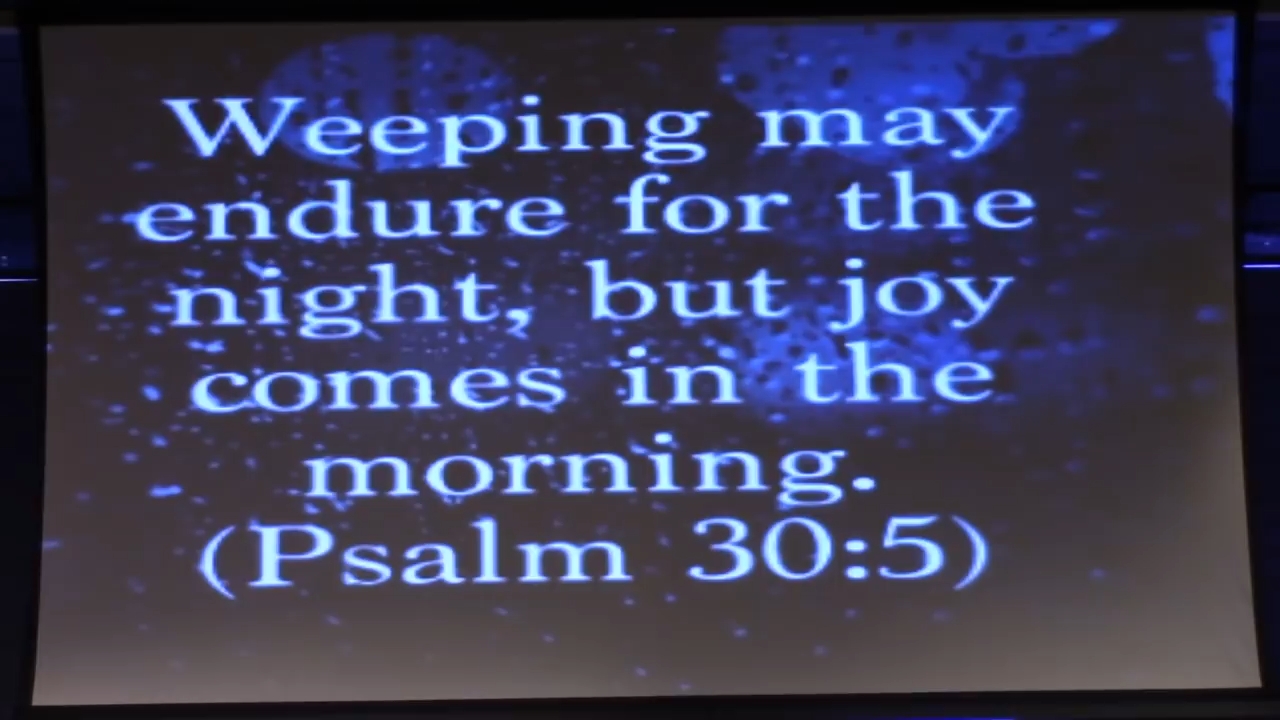 Weeping may
endure for the
night, but joy
comes in the
morning.
(Psalm 30:5)